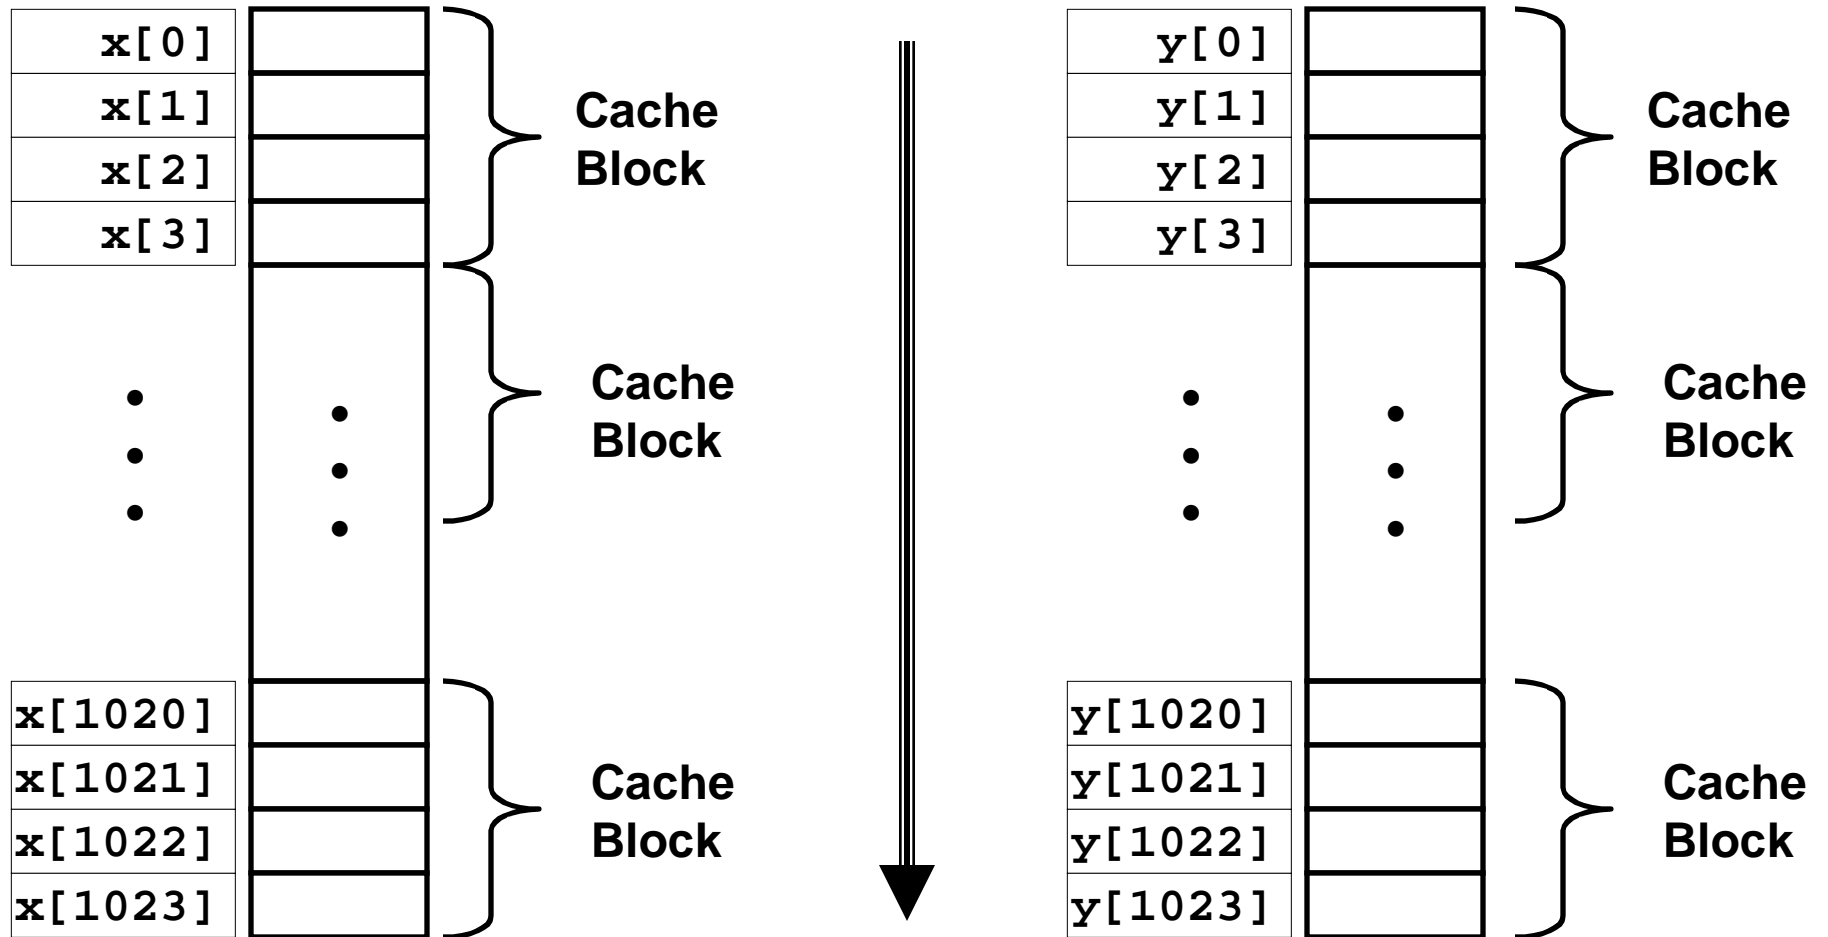 x[0]
x[1]
x[2]
x[3]
Cache
Block
Cache
Block
x[1020]
x[1021]
x[1022]
x[1023]
Cache
Block
y[0]
y[1]
y[2]
y[3]
Cache
Block
Cache
Block
y[1020]
y[1021]
y[1022]
y[1023]
Cache
Block